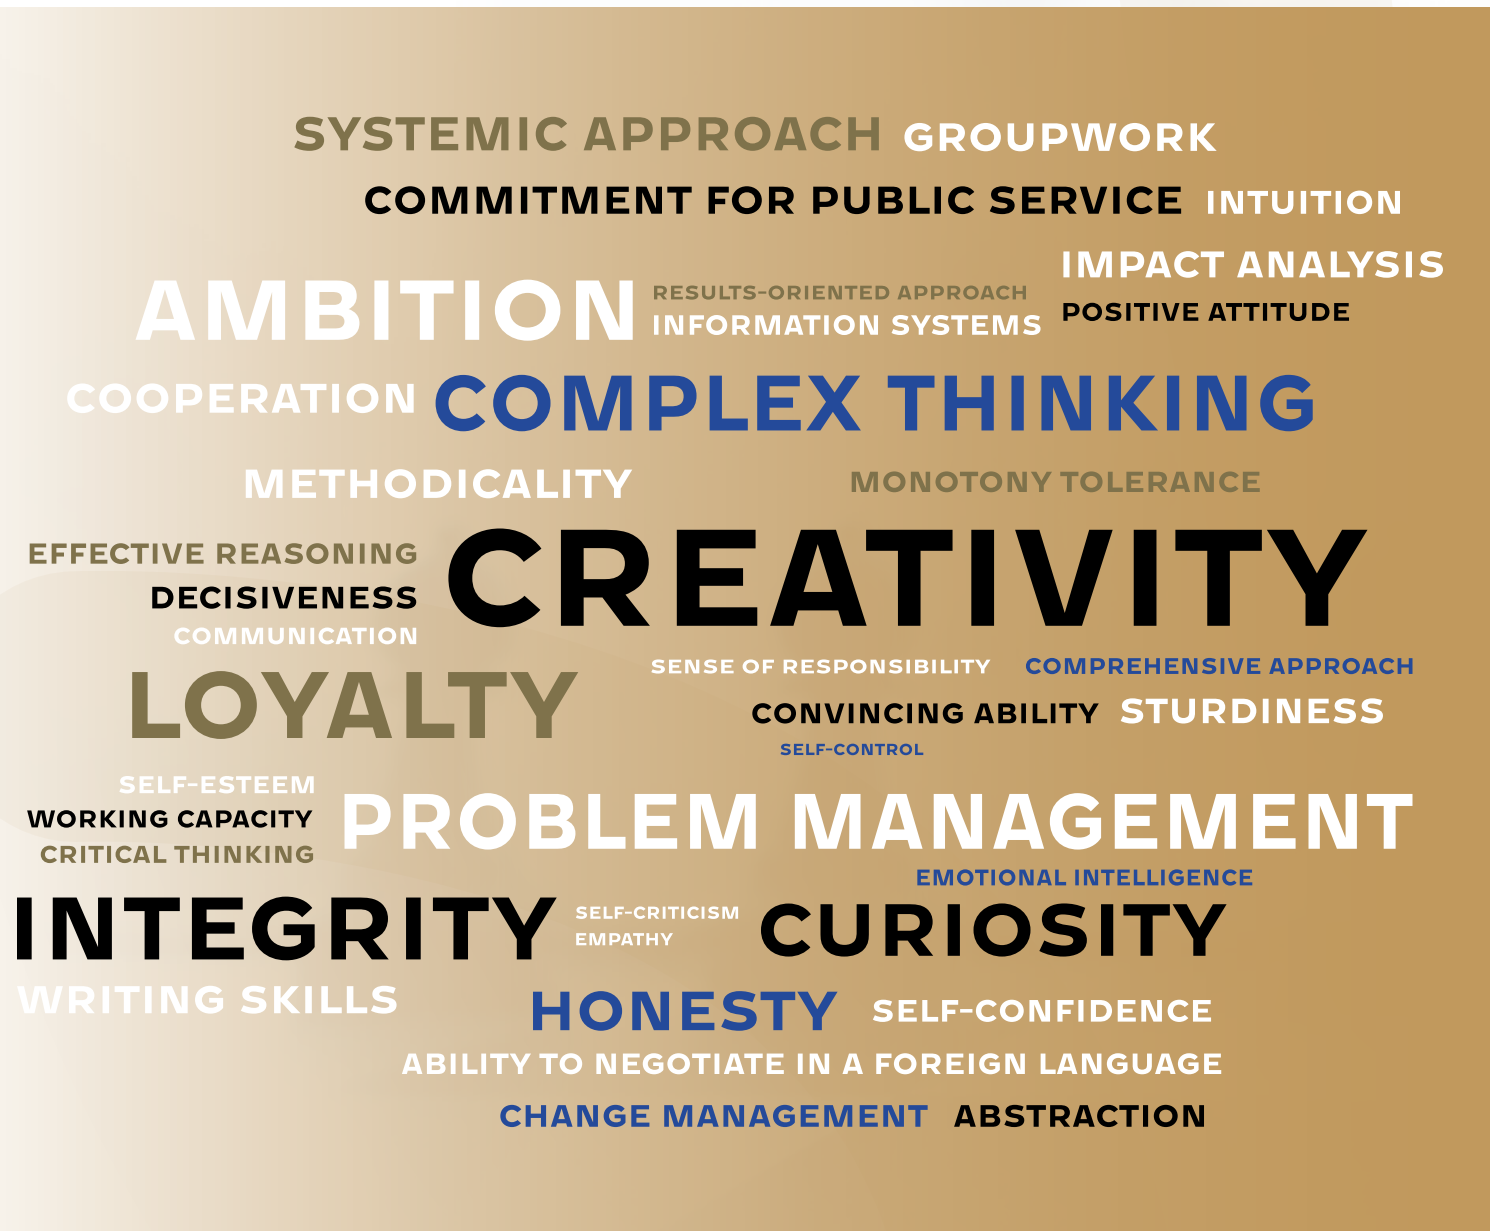 SYSTEMIC APPROACH GROUPWORK
COMMITMENT FOR PUBLIC SERVICE INTUITION
IMPACT ANALYSIS
AMBITION RESULTS-ORIENTED APPROACH
INFORMATION SYSTEMS
POSITIVE ATTITUDE
COOPERATION COMPLEX THINKING
METHODICALITY MONOTONY TOLERANCE
EFFECTIVE REASONING
DECISIVENESS
COMMUNICATION
CREATIVITY
LOYALTY
SENSE OF RESPONSIBILITY COMPREHENSIVE APPROACH
CONVINCING ABILITY STURDINESS
SELF-CONTROL
SELF-ESTEEM
WORKING CAPACITY
CRITICAL THINKING
PROBLEM MANAGEMENT
EMOTIONAL INTELLIGENCE
INTEGRITY
SELF-CRITICISM
EMPATHY
CURIOSITY
WRITING SKILLS
HONESTY SELF-CONFIDENCE
ABILITY TO NEGOTIATE IN A FOREIGN LANGUAGE
CHANGE MANAGEMENT ABSTRACTION